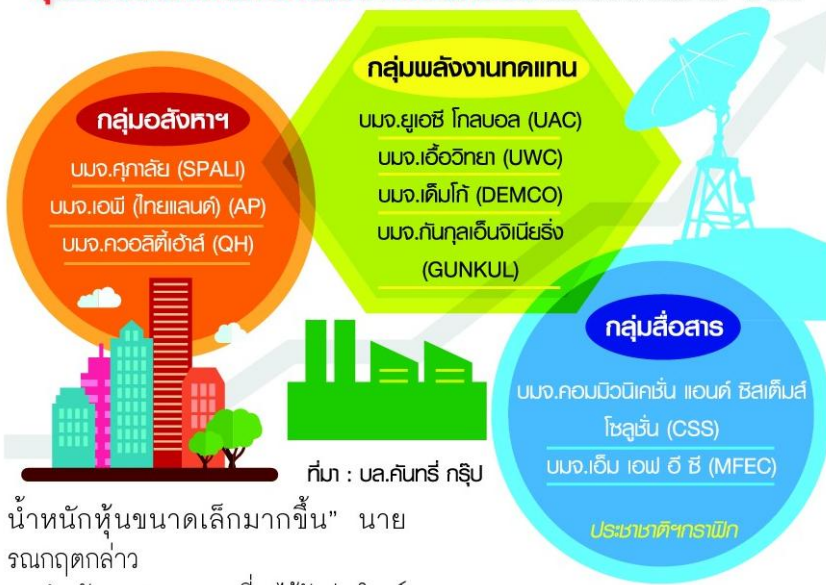 กลุ่มอสังหาฯ
บมจ.ศุภาลัย (SPALI)
บมจ.เอพี (ไทยแลนด์) (AP)
บมจ.ควอลิตี้เฮ้าส์ (QH)
กลุ่มพลังงานทดแทน
บมจ.ยูเอซี โกลบอล (UAC)
บมจ.เอื้อวิทยา (UWC)
บมจ.เด็มโก้ (DEMCO)
บมจ.กันกุลเอ็นจิเนียริ่ง
(GUNKUL)
กลุ่มสื่อสาร
บมจ.คอมมิวนิเคชั่น แอนด์ ซิสเต็มส์
โซลูชั่น (CSS)
บมจ.เอ็ม เอฟ อี ซี (MFEC)
ประชาชาติฯกราฟิก
ที่มา : บล.คันทรี่ กรุ๊ป
น้ำหนักหุ้นขนาดเล็กมากขึ้น” นาย
รณกฤตกล่าว